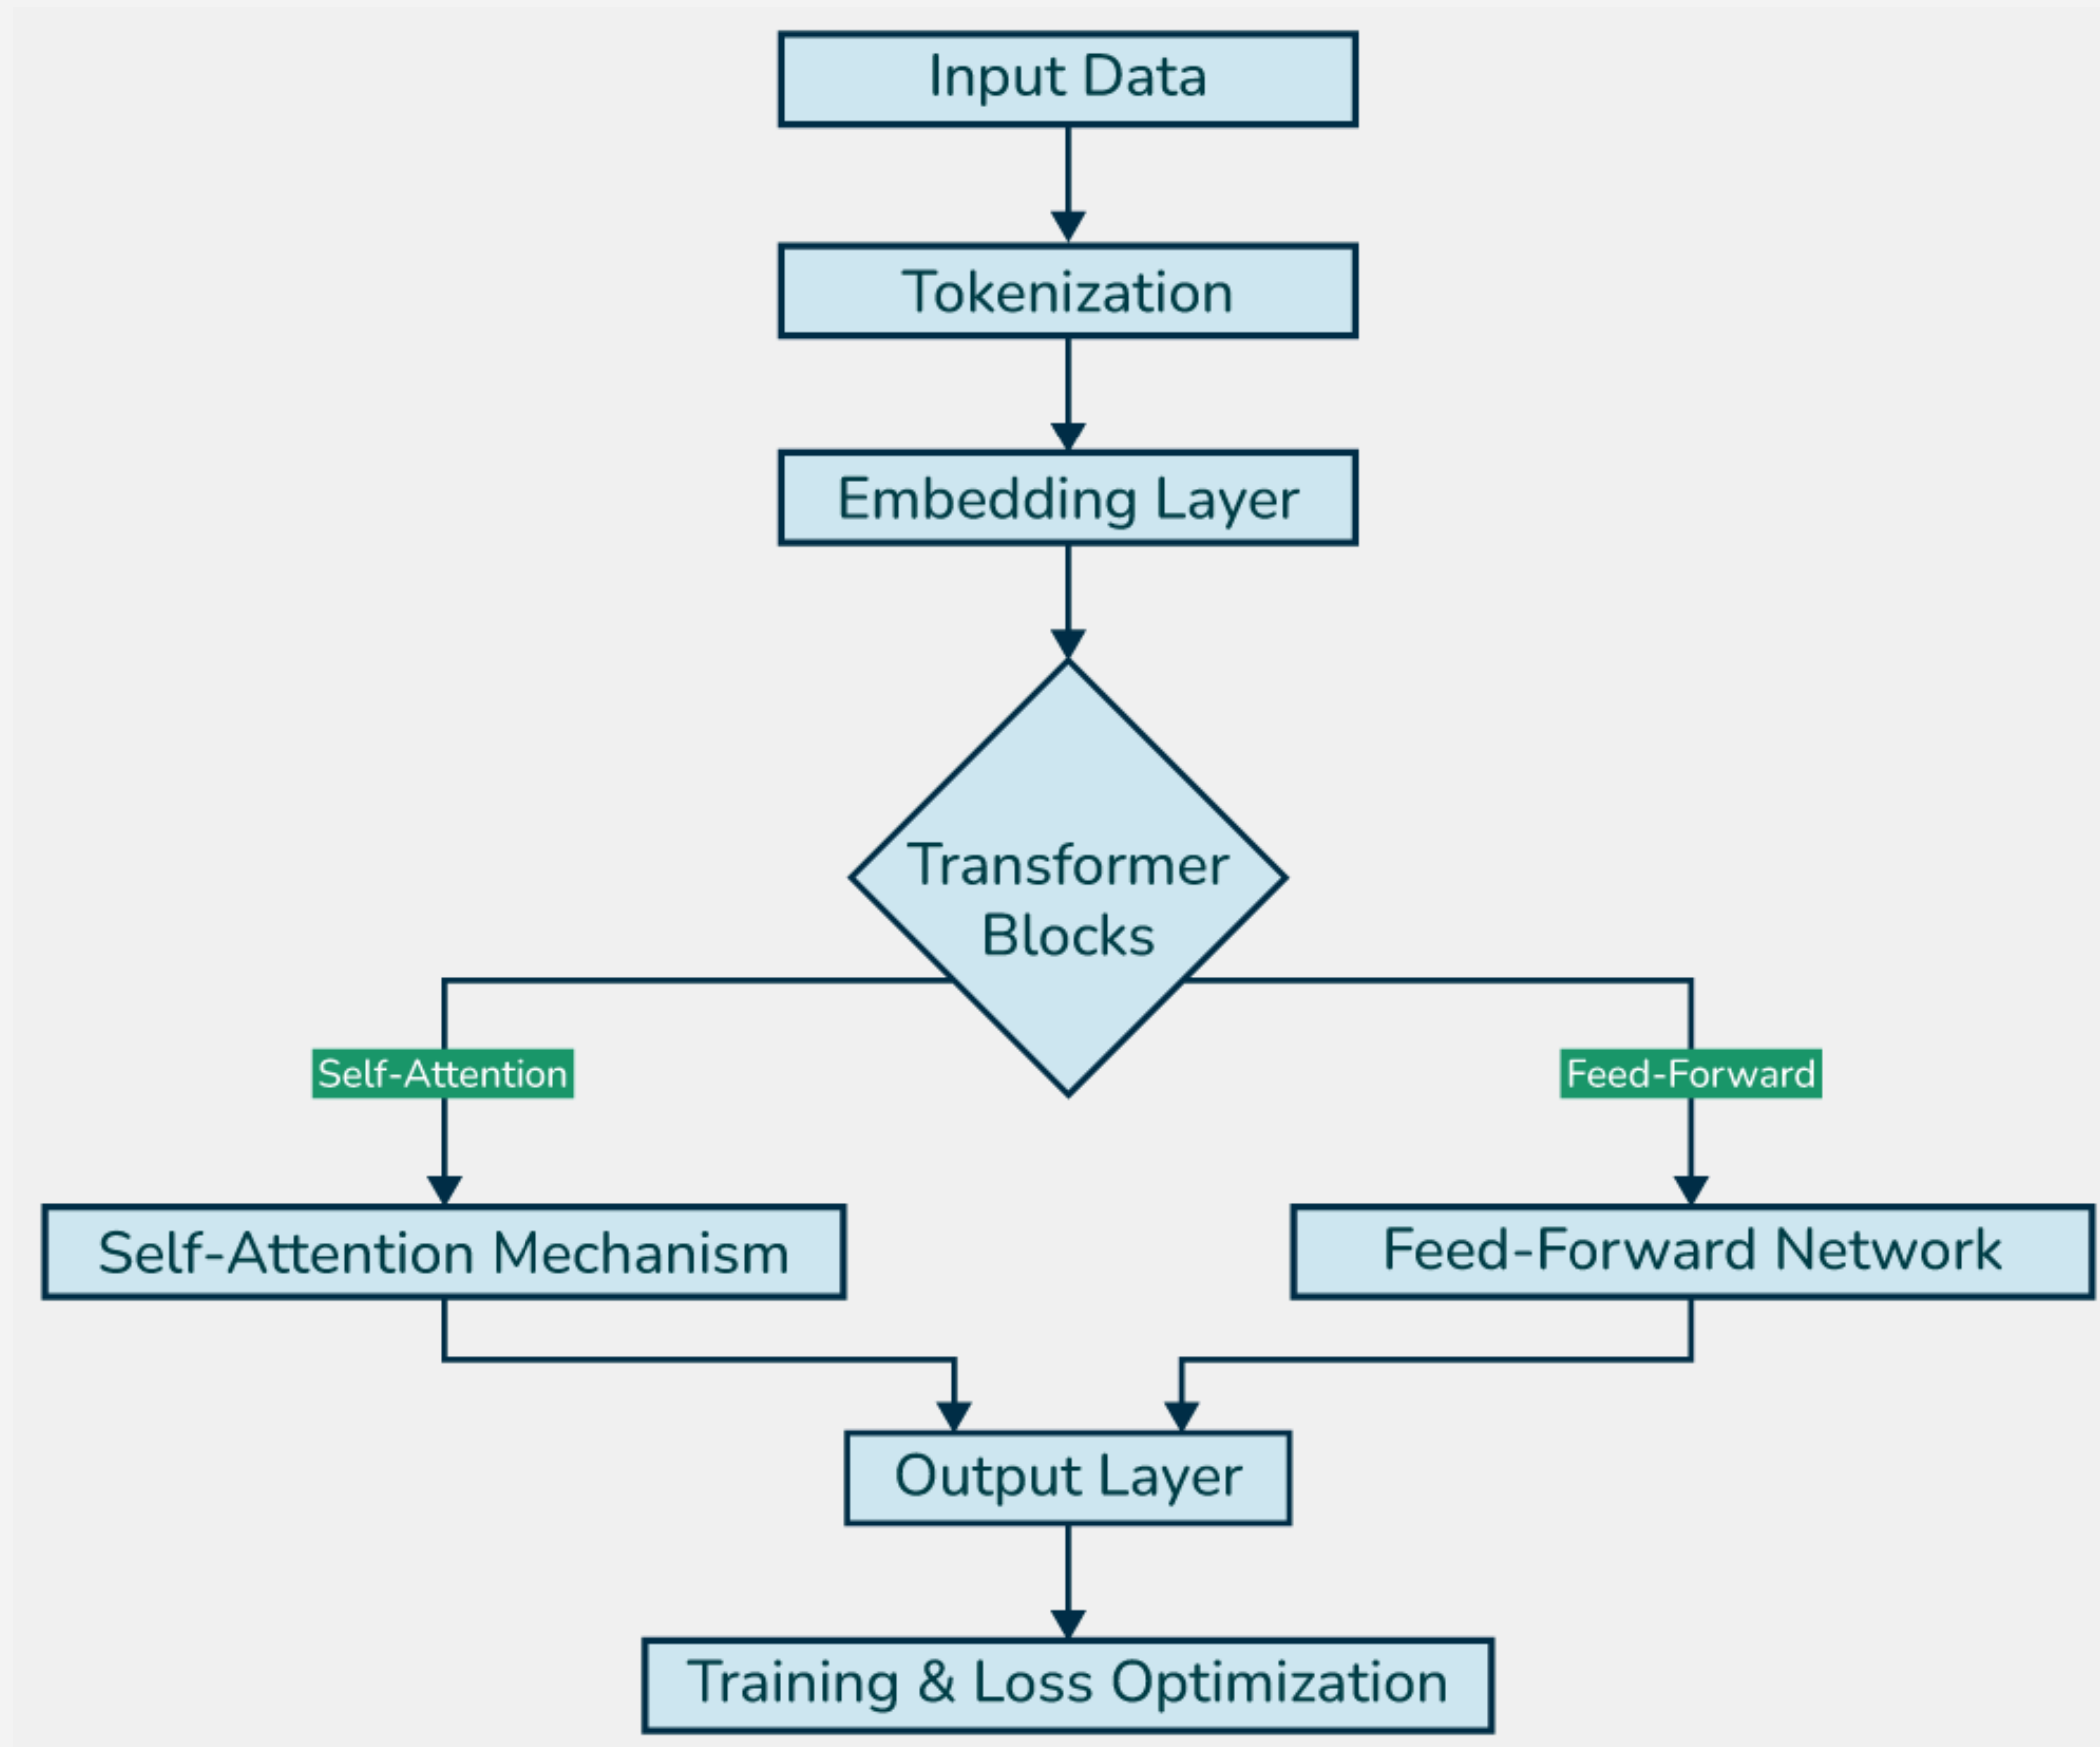 Input Data
Tokenization
Embedding Layer
Transformer
Blocks
Self-Attention
Feed-Forward
Self-Attention Mechanism
Feed-Forward Network
Output Layer
Training & Loss Optimization